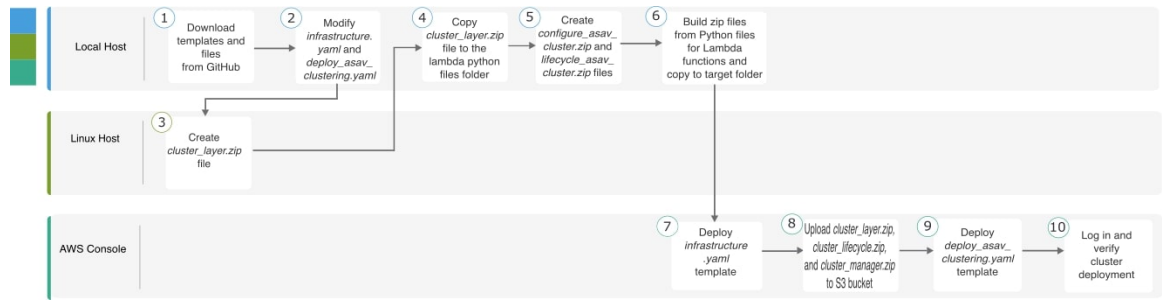 Local Host
1
Download
templates and
files
from GitHub
2
Modify
infrastructure.
yaml and
deploy_asav_
clustering.yaml
4
Copy
cluster_layer.zip
file to the
lambda python
files folder
5
Create
configure_asav_
cluster.zip and
lifecycle_asav_
cluster.zip files
6
Build zip files
from Python files
for Lambda
functions and
copy to target folder
Linux Host
3
Create
cluster_layer.zip
file
AWS Console
7
Deploy
infrastructure
.yaml
template
8
Upload cluster_layer.zip,
cluster_lifecycle.zip,
and cluster_manager.zip
to S3 bucket
9
Deploy
deploy_asav_
clustering.yaml
template
10
Log in and
verify
cluster
deployment